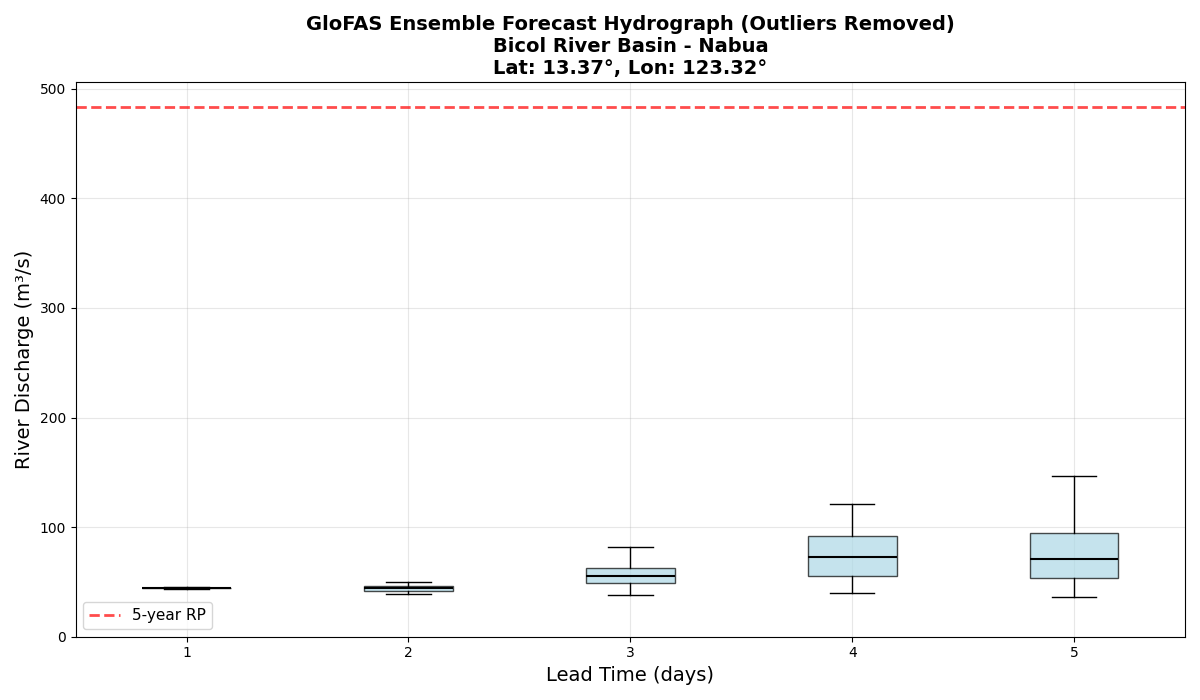 GloFAS Ensemble Forecast Hydrograph (Outliers Removed)
Bicol River Basin - Nabua
Lat: 13.37°, Lon: 123.32°
River Discharge (m³/s)
500
400
300
200
100
0
5-year RP
1
2
3
4
5
Lead Time (days)